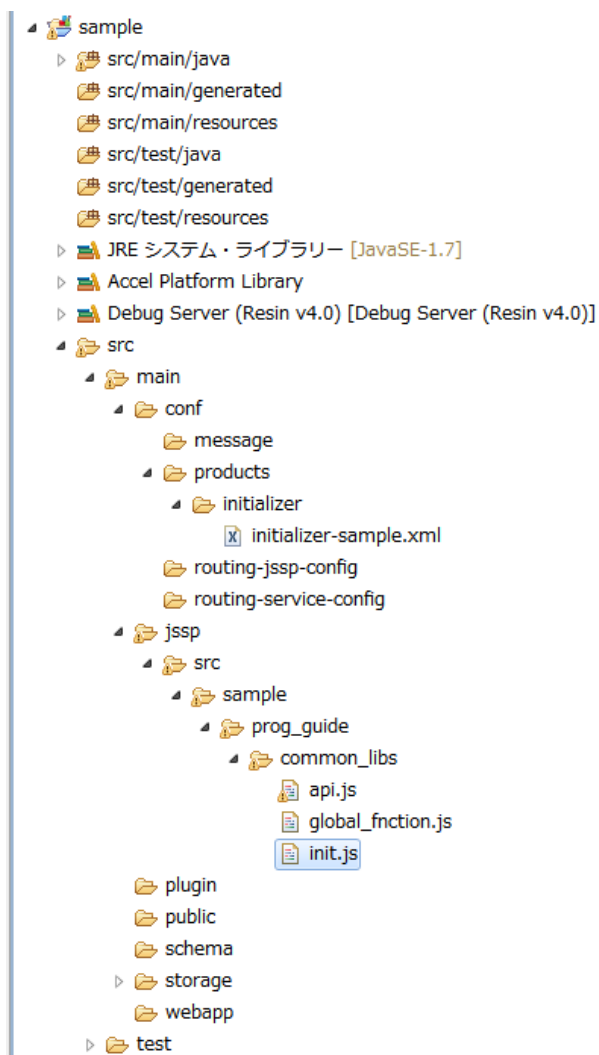 sample
src/main/java
src/main/generated
src/main/resources
src/test/java
src/test/generated
src/test/resources
JRE システム・ライブラリー [JavaSE-1.7]
Accel Platform Library
Debug Server (Resin v4.0) [Debug Server (Resin v4.0)]
src
main
conf
message
products
initializer
initializer-sample.xml
routing-jssp-config
routing-service-config
jssp
src
sample
prog_guide
common_libs
api.js
global_fnction.js
init.js
plugin
public
schema
storage
webapp
test